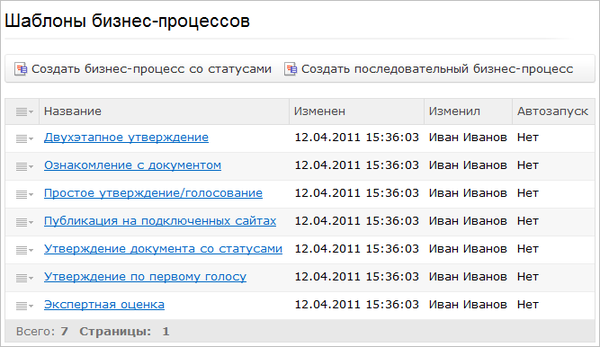 Шаблоны бизнес-процессов
Создать бизнес-процесс со статусами Создать последовательный бизнес-процесс
Название Изменен Изменил Автозапуск
Двухэтапное утверждение 12.04.2011 15:36:03 Иван Иванов Нет
Ознакомление с документом 12.04.2011 15:36:03 Иван Иванов Нет
Простое утверждение/голосование 12.04.2011 15:36:03 Иван Иванов Нет
Публикация на подключенных сайтах 12.04.2011 15:36:03 Иван Иванов Нет
Утверждение документа со статусами 12.04.2011 15:36:03 Иван Иванов Нет
Утверждение по первому голосу 12.04.2011 15:36:03 Иван Иванов Нет
Экспертная оценка 12.04.2011 15:36:03 Иван Иванов Нет
Всего: 7 Страницы: 1